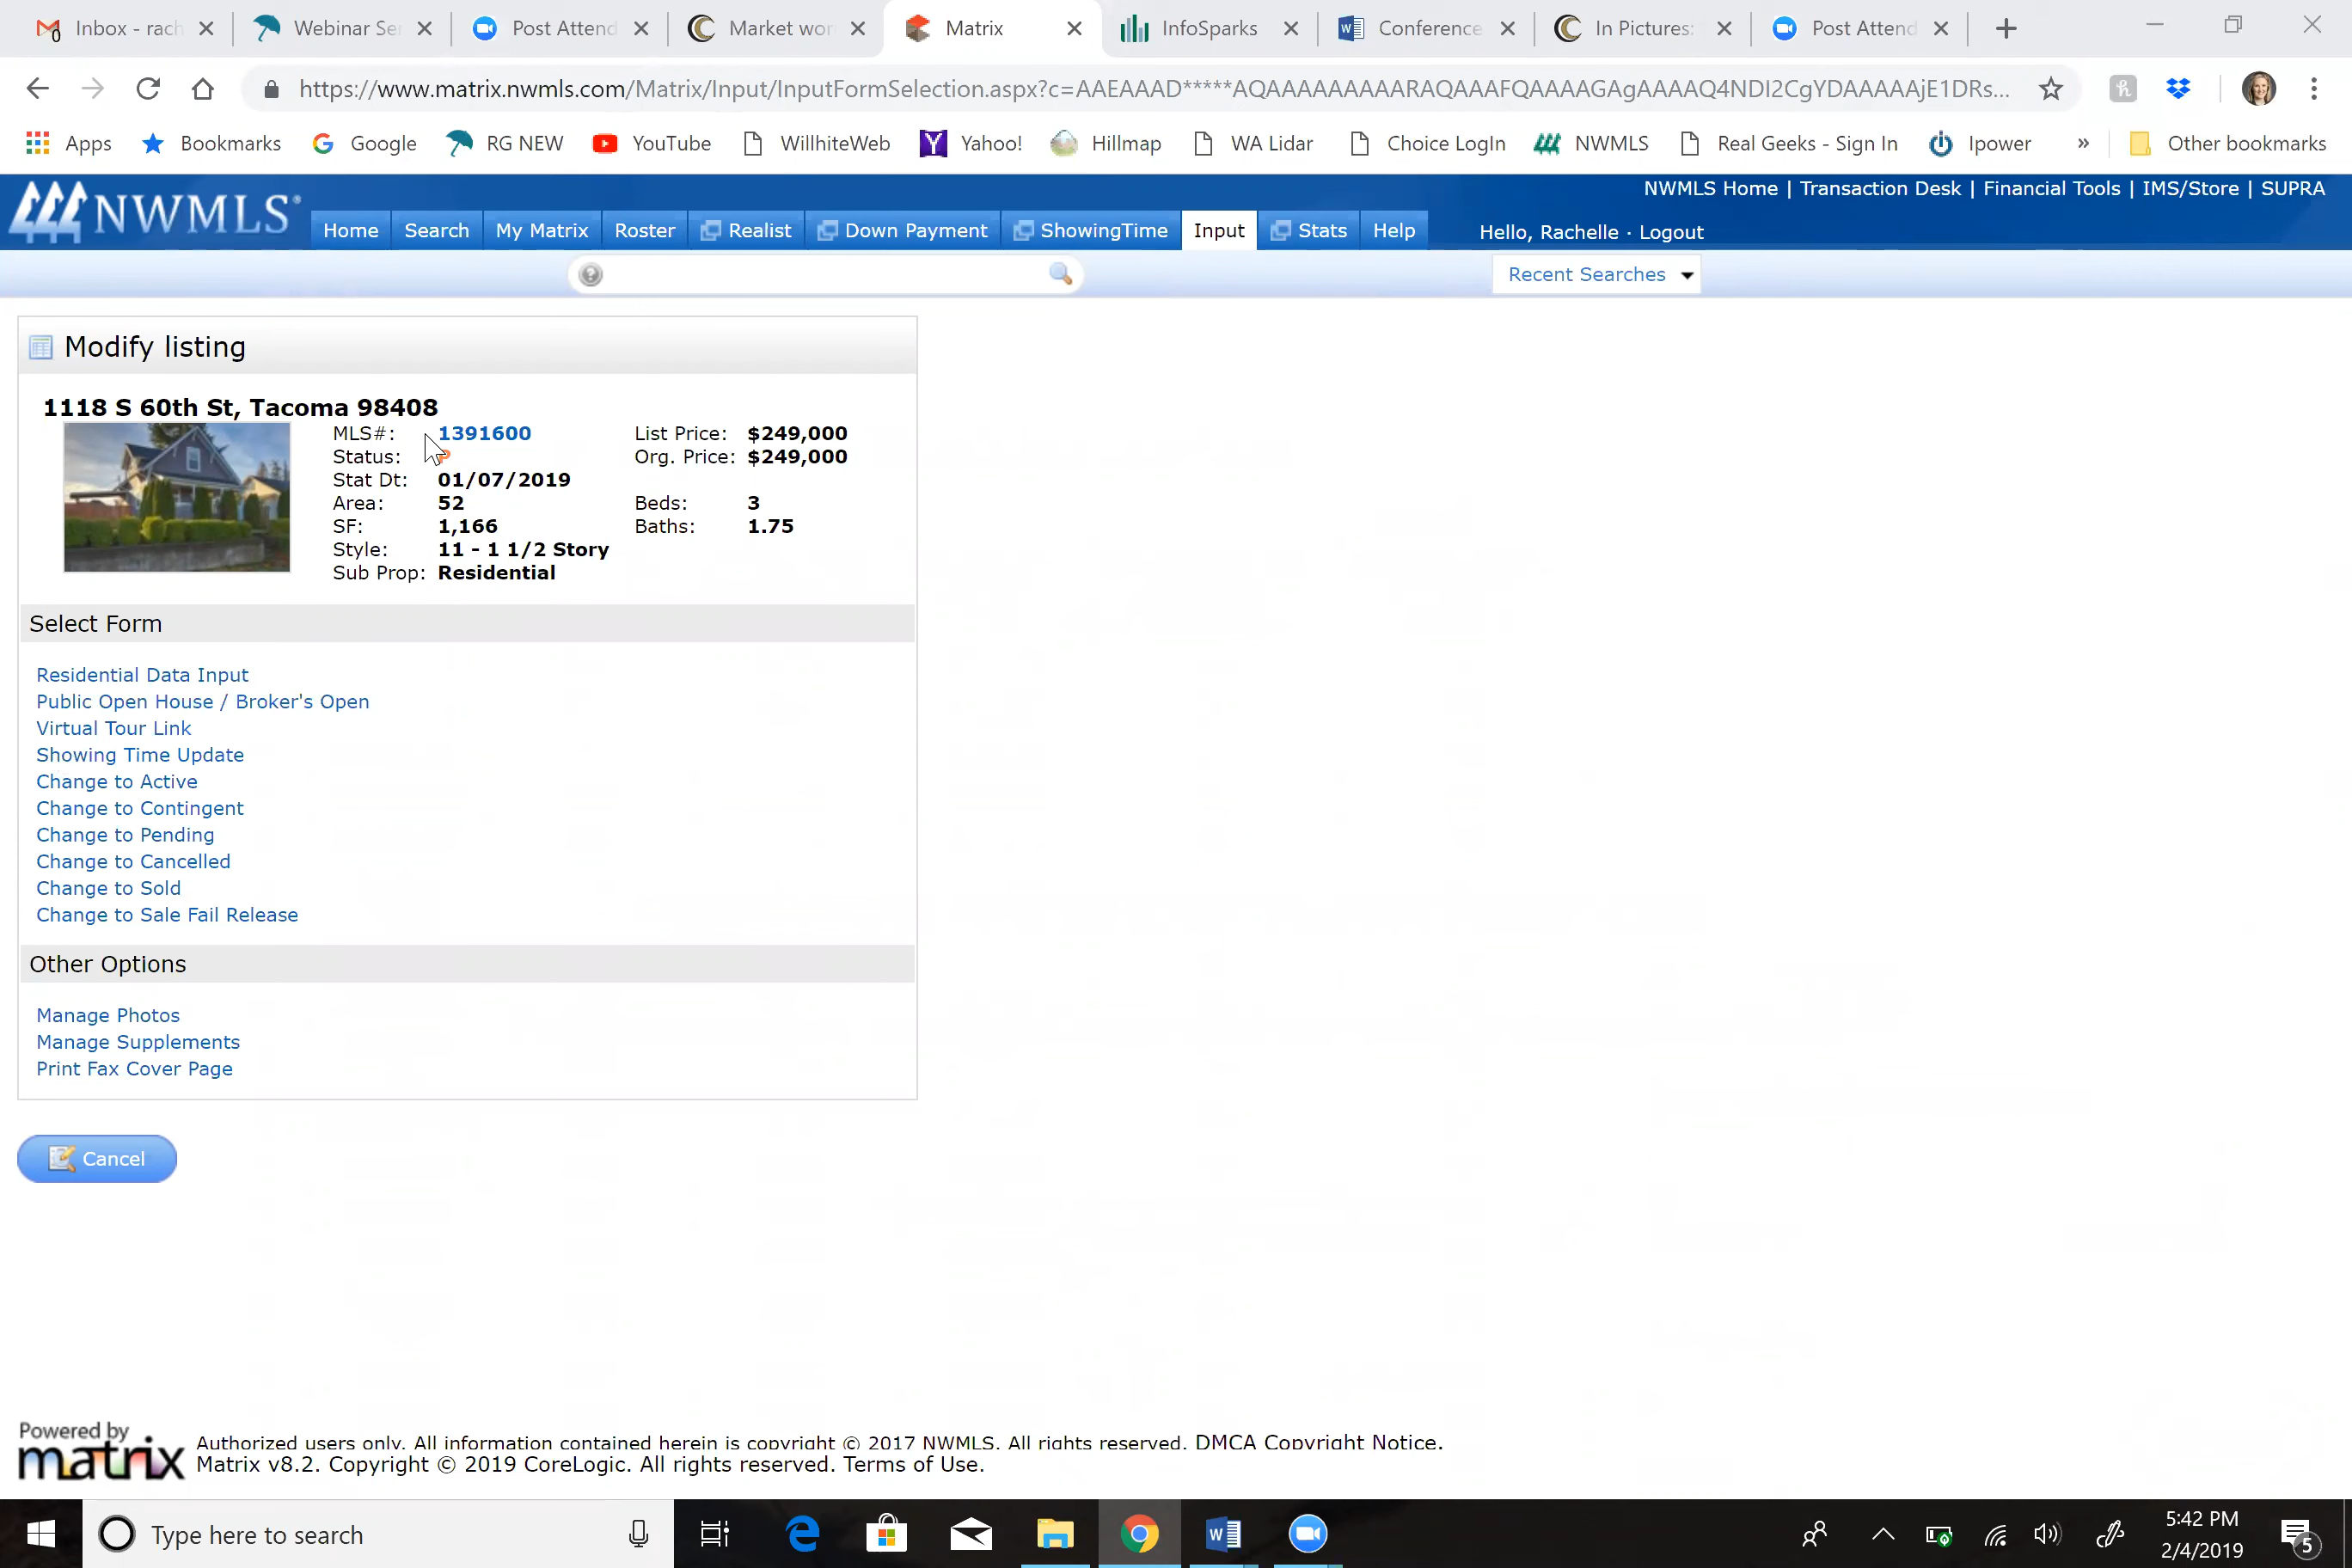 Inbox - rach
Webinar Ser
Post Attend
Market wor
Matrix
InfoSparks
Conference
In Pictures:
Post Attend
https://www.matrix.nwmls.com/Matrix/Input/InputFormSelection.aspx?c=AAEAAAD*****AQAAAAAAAAARAQAAAFQAAAAGAgAAAAQ4NDI2CgYDAAAAAjE1DRs...
Apps Bookmarks Google RG NEW YouTube WillhiteWeb Yahoo! Hillmap WA Lidar Choice LogIn NWMLS Real Geeks - Sign In Ipower » Other bookmarks
NWMLS Home | Transaction Desk | Financial Tools | IMS/Store | SUPRA
NWMLS®
Home Search My Matrix Roster Realist Down Payment ShowingTime Input Stats Help Hello, Rachelle · Logout
Recent Searches
Modify listing
1118 S 60th St, Tacoma 98408
MLS#: 1391600 List Price: $249,000
Status: Org. Price: $249,000
Stat Dt: 01/07/2019
Area: 52 Beds: 3
SF: 1,166 Baths: 1.75
Style: 11 - 1 1/2 Story
Sub Prop: Residential
Select Form
Residential Data Input
Public Open House / Broker's Open
Virtual Tour Link
Showing Time Update
Change to Active
Change to Contingent
Change to Pending
Change to Cancelled
Change to Sold
Change to Sale Fail Release
Other Options
Manage Photos
Manage Supplements
Print Fax Cover Page
Cancel
Powered by
matrix
Authorized users only. All information contained herein is copyright © 2017 NWMLS. All rights reserved. DMCA Copyright Notice.
Matrix v8.2. Copyright © 2019 CoreLogic. All rights reserved. Terms of Use.
Type here to search
5:42 PM
2/4/2019
5